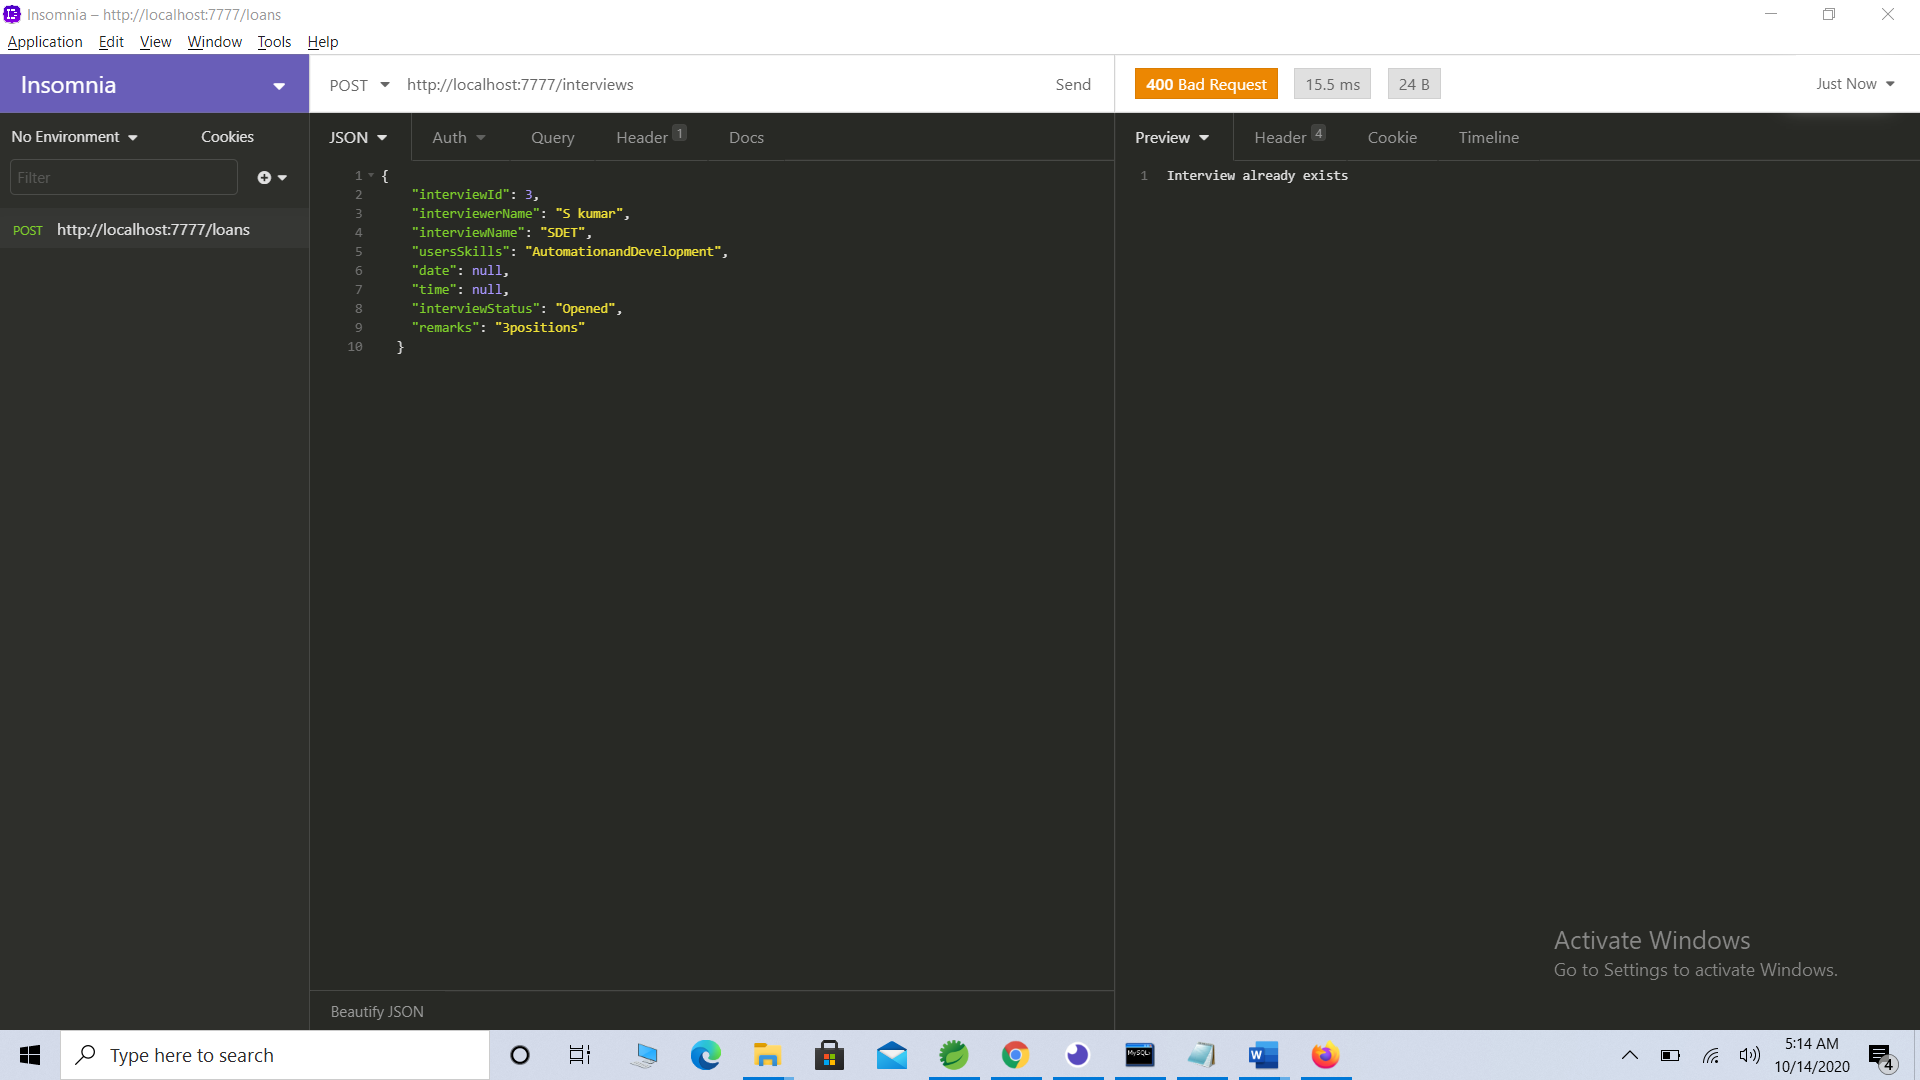 Insomnia – http://localhost:7777/loans
Application Edit View Window Tools Help
Insomnia
POST http://localhost:7777/interviews Send
400 Bad Request 15.5 ms 24 B Just Now
No Environment Cookies
JSON Auth Query Header 1 Docs
Preview Header 4 Cookie Timeline
Filter
POST http://localhost:7777/loans
1 {
2 "interviewId": 3,
3 "interviewerName": "S kumar",
4 "interviewName": "SDET",
5 "usersSkills": "AutomationandDevelopment",
6 "date": null,
7 "time": null,
8 "interviewStatus": "Opened",
9 "remarks": "3positions"
10 }
1 Interview already exists
Activate Windows
Go to Settings to activate Windows.
Beautify JSON
Type here to search
MySQL
W
5:14 AM
10/14/2020
4